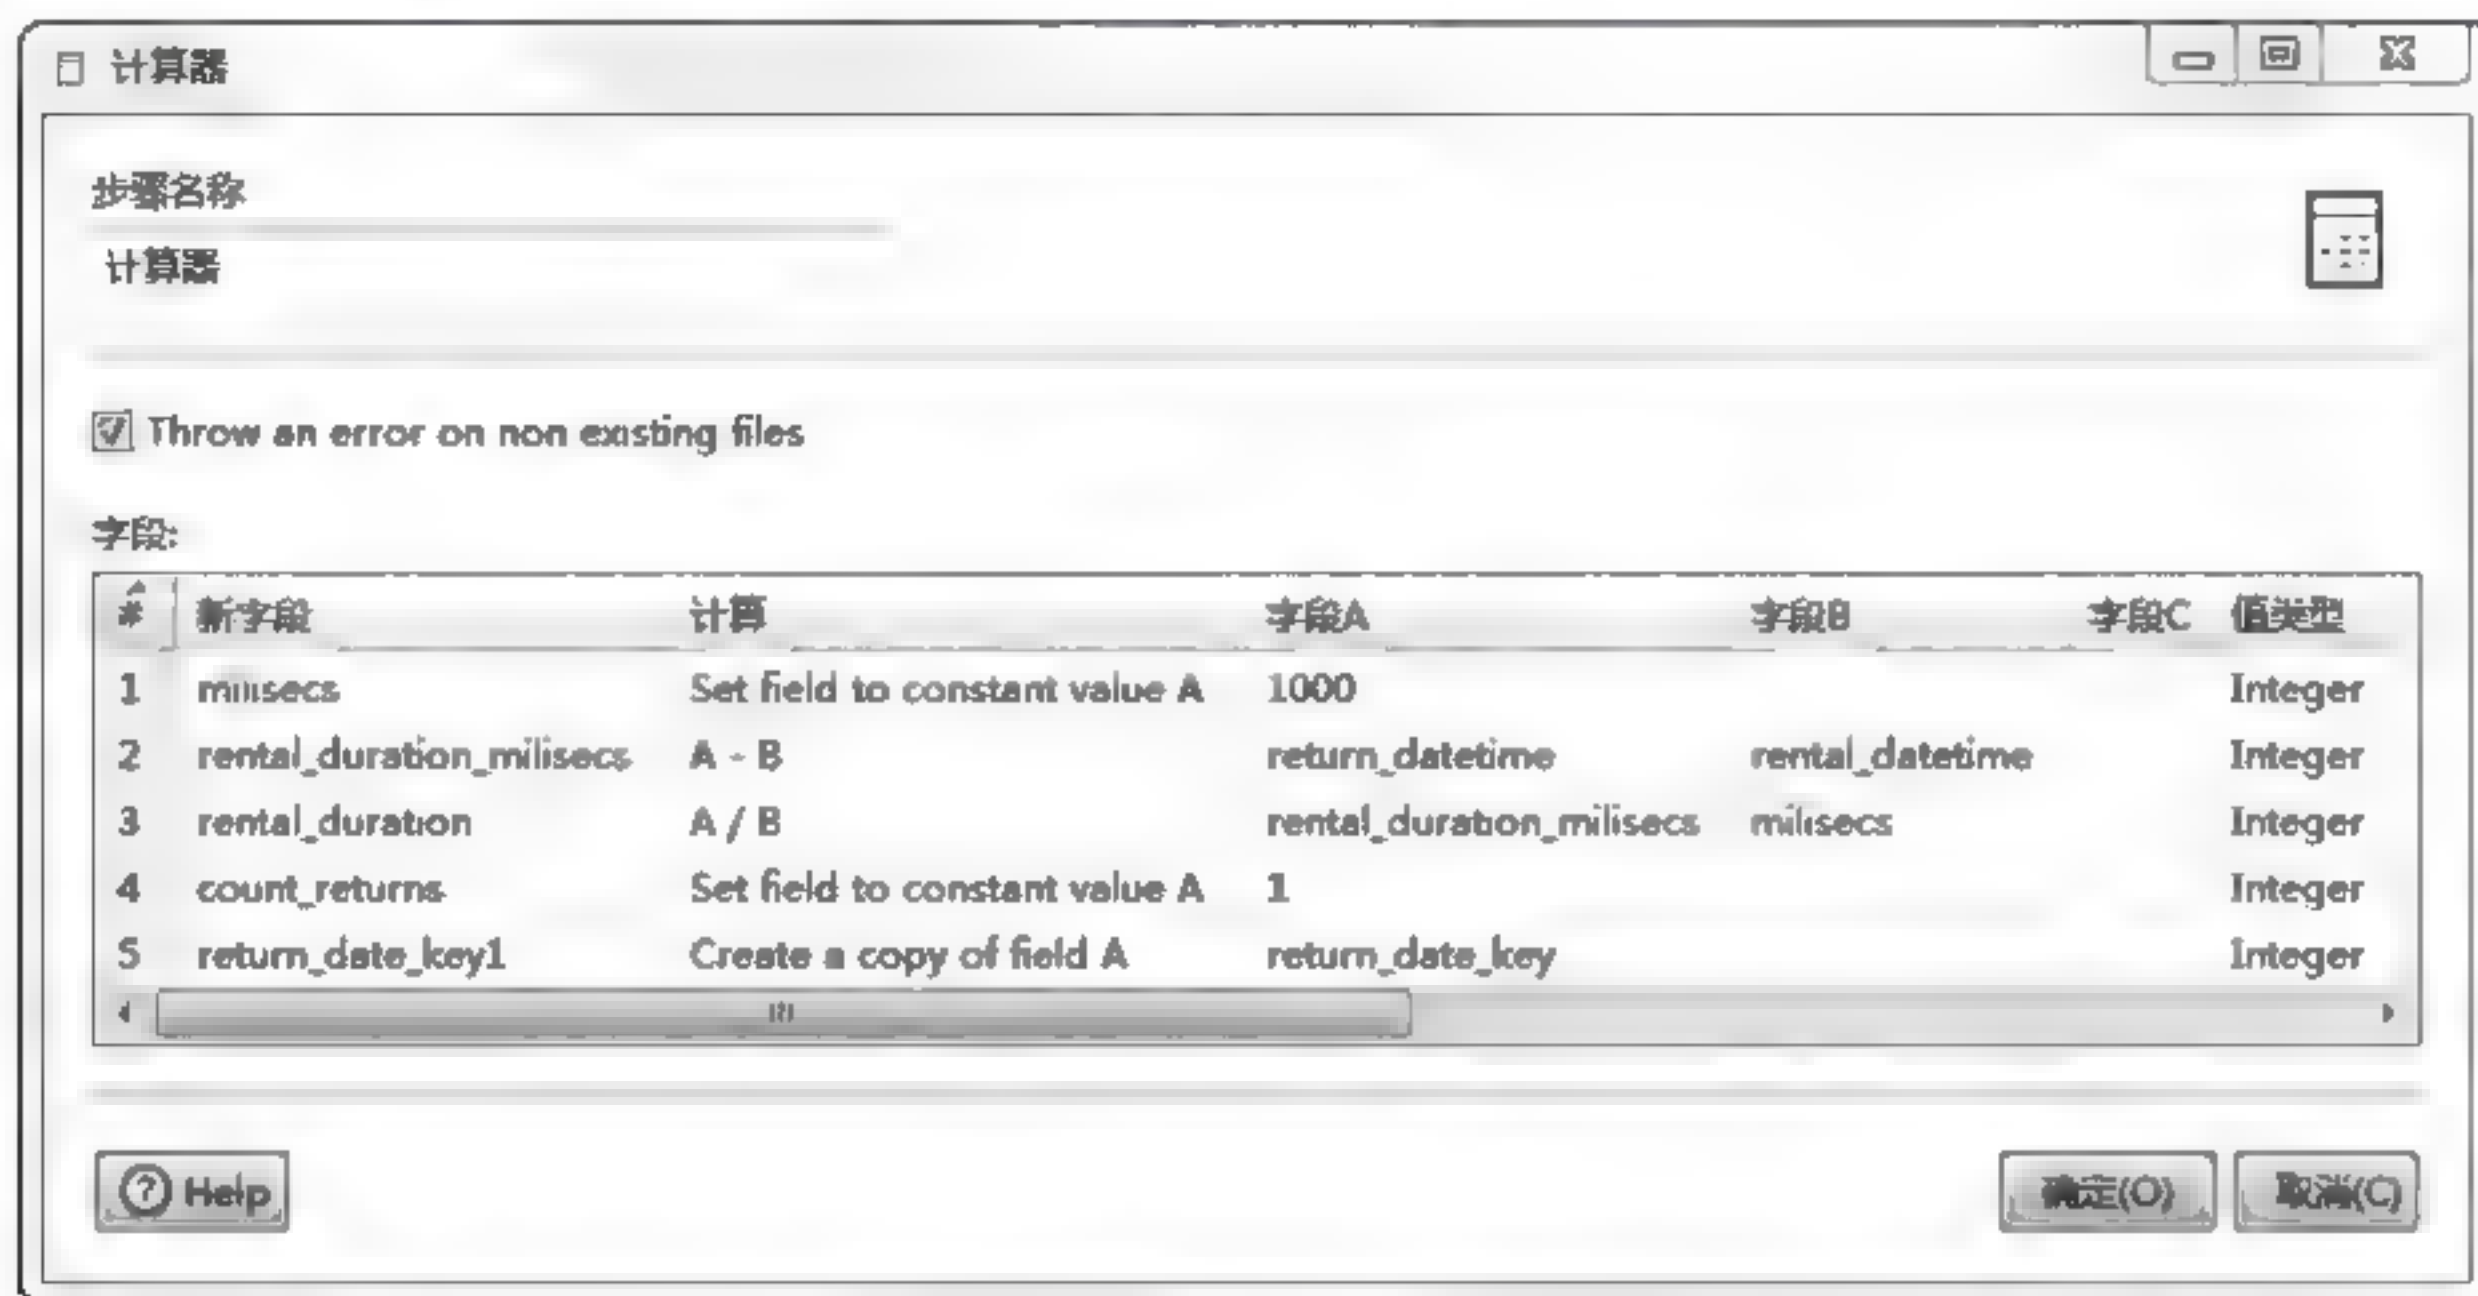 计算器
步骤名称
计算器
Throw an error on non existing files
字段:
# 新字段 计算 字段A 字段B 字段C 值类型
1 milisecs Set field to constant value A 1000 Integer
2 rental_duration_milisecs A - B return_datetime rental_datetime Integer
3 rental_duration A / B rental_duration_milisecs milisecs Integer
4 count_returns Set field to constant value A 1 Integer
5 return_date_key1 Create a copy of field A return_date_key Integer
Help 确定(O) 取消(C)